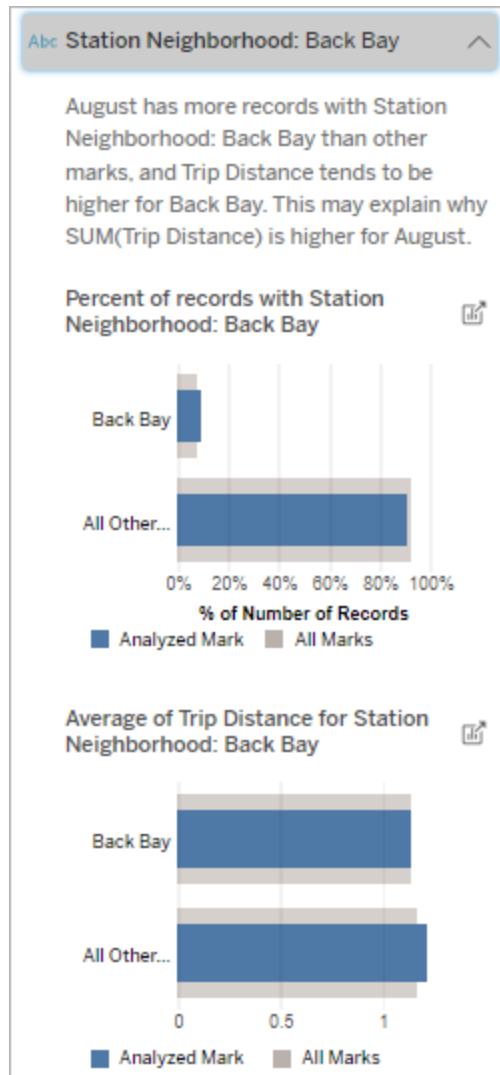 Abc Station Neighborhood: Back Bay
August has more records with Station
Neighborhood: Back Bay than other
marks, and Trip Distance tends to be
higher for Back Bay. This may explain why
SUM(Trip Distance) is higher for August.
Percent of records with Station
Neighborhood: Back Bay
Back Bay
All Other...
0% 20% 40% 60% 80% 100%
% of Number of Records
Analyzed Mark All Marks
Average of Trip Distance for Station
Neighborhood: Back Bay
Back Bay
All Other...
0 0.5 1
Analyzed Mark All Marks